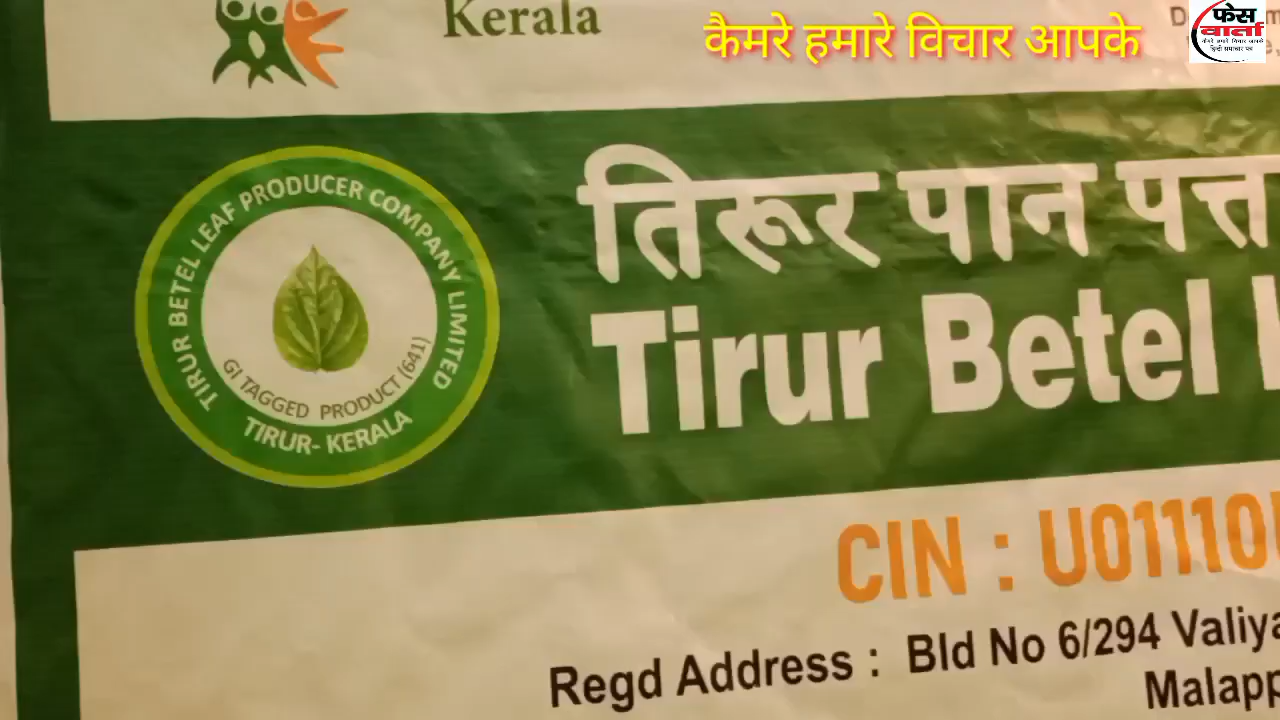 Kerala
कैमरे हमारे विचार आपके
फेस
वार्ता
TIRUR BETEL LEAF PRODUCER COMPANY LIMITED
GI TAGGED PRODUCT (641)
TIRUR- KERALA
तिरूर पान पत्त
Tirur Betel
CIN : U01110
Regd Address : Bld No 6/294 Valiya
Malapp